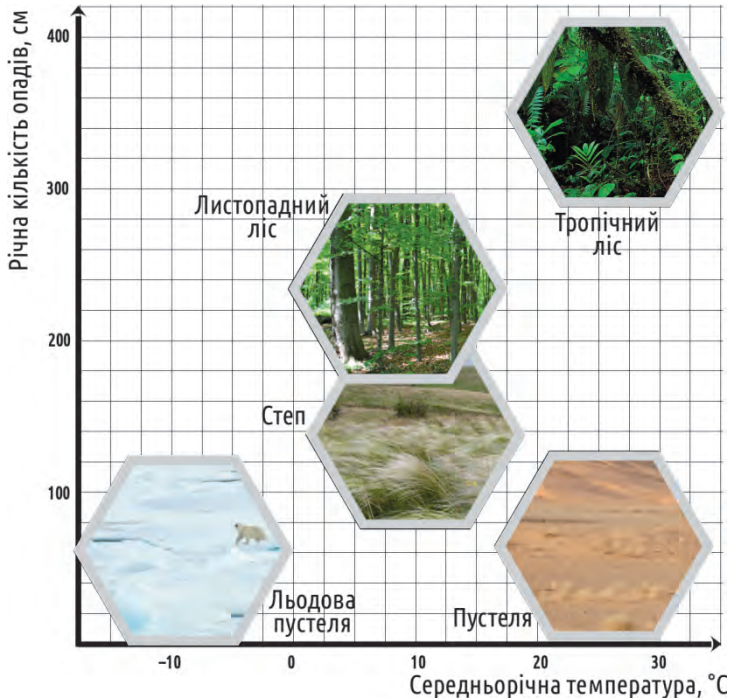 Річна кількість опадів, см
400
300
200
100
Тропічний
ліс
Листопадний
ліс
Степ
Льодова
пустеля
Пустеля
–10
0
10
20
30
Середньорічна температура, °C